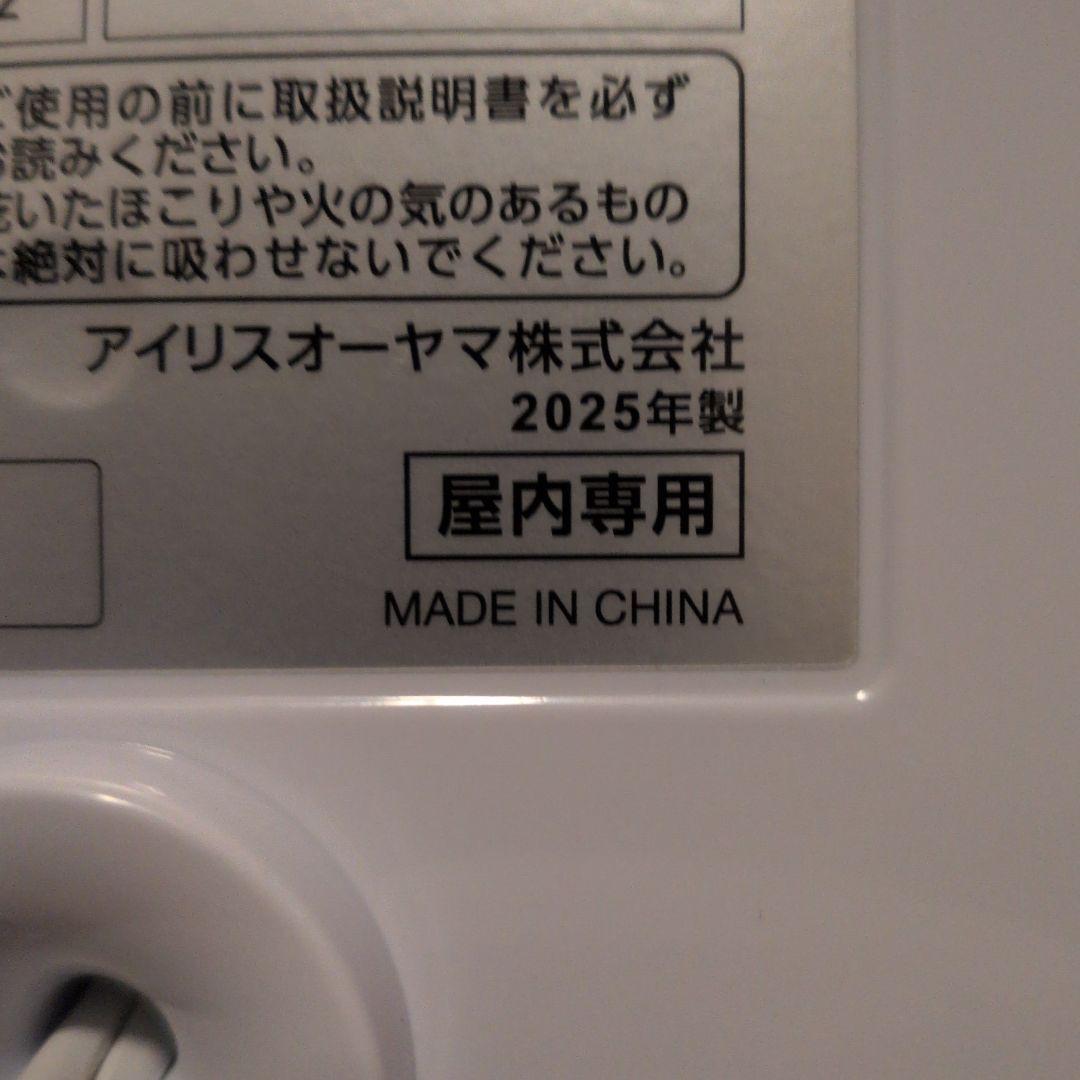 使用の前に取扱説明書を必ず
読みください。
いたほこりや火の気のあるもの
絶対に吸わせないでください。
アイリスオーヤマ株式会社
2025年製
屋内専用
MADE IN CHINA